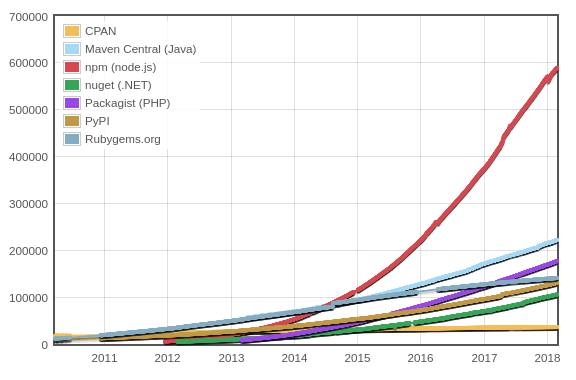 700000
600000
500000
400000
300000
200000
100000
0
CPAN
Maven Central (Java)
npm (node.js)
nuget (.NET)
Packagist (PHP)
PyPI
Rubygems.org
2011 2012 2013 2014 2015 2016 2017 2018